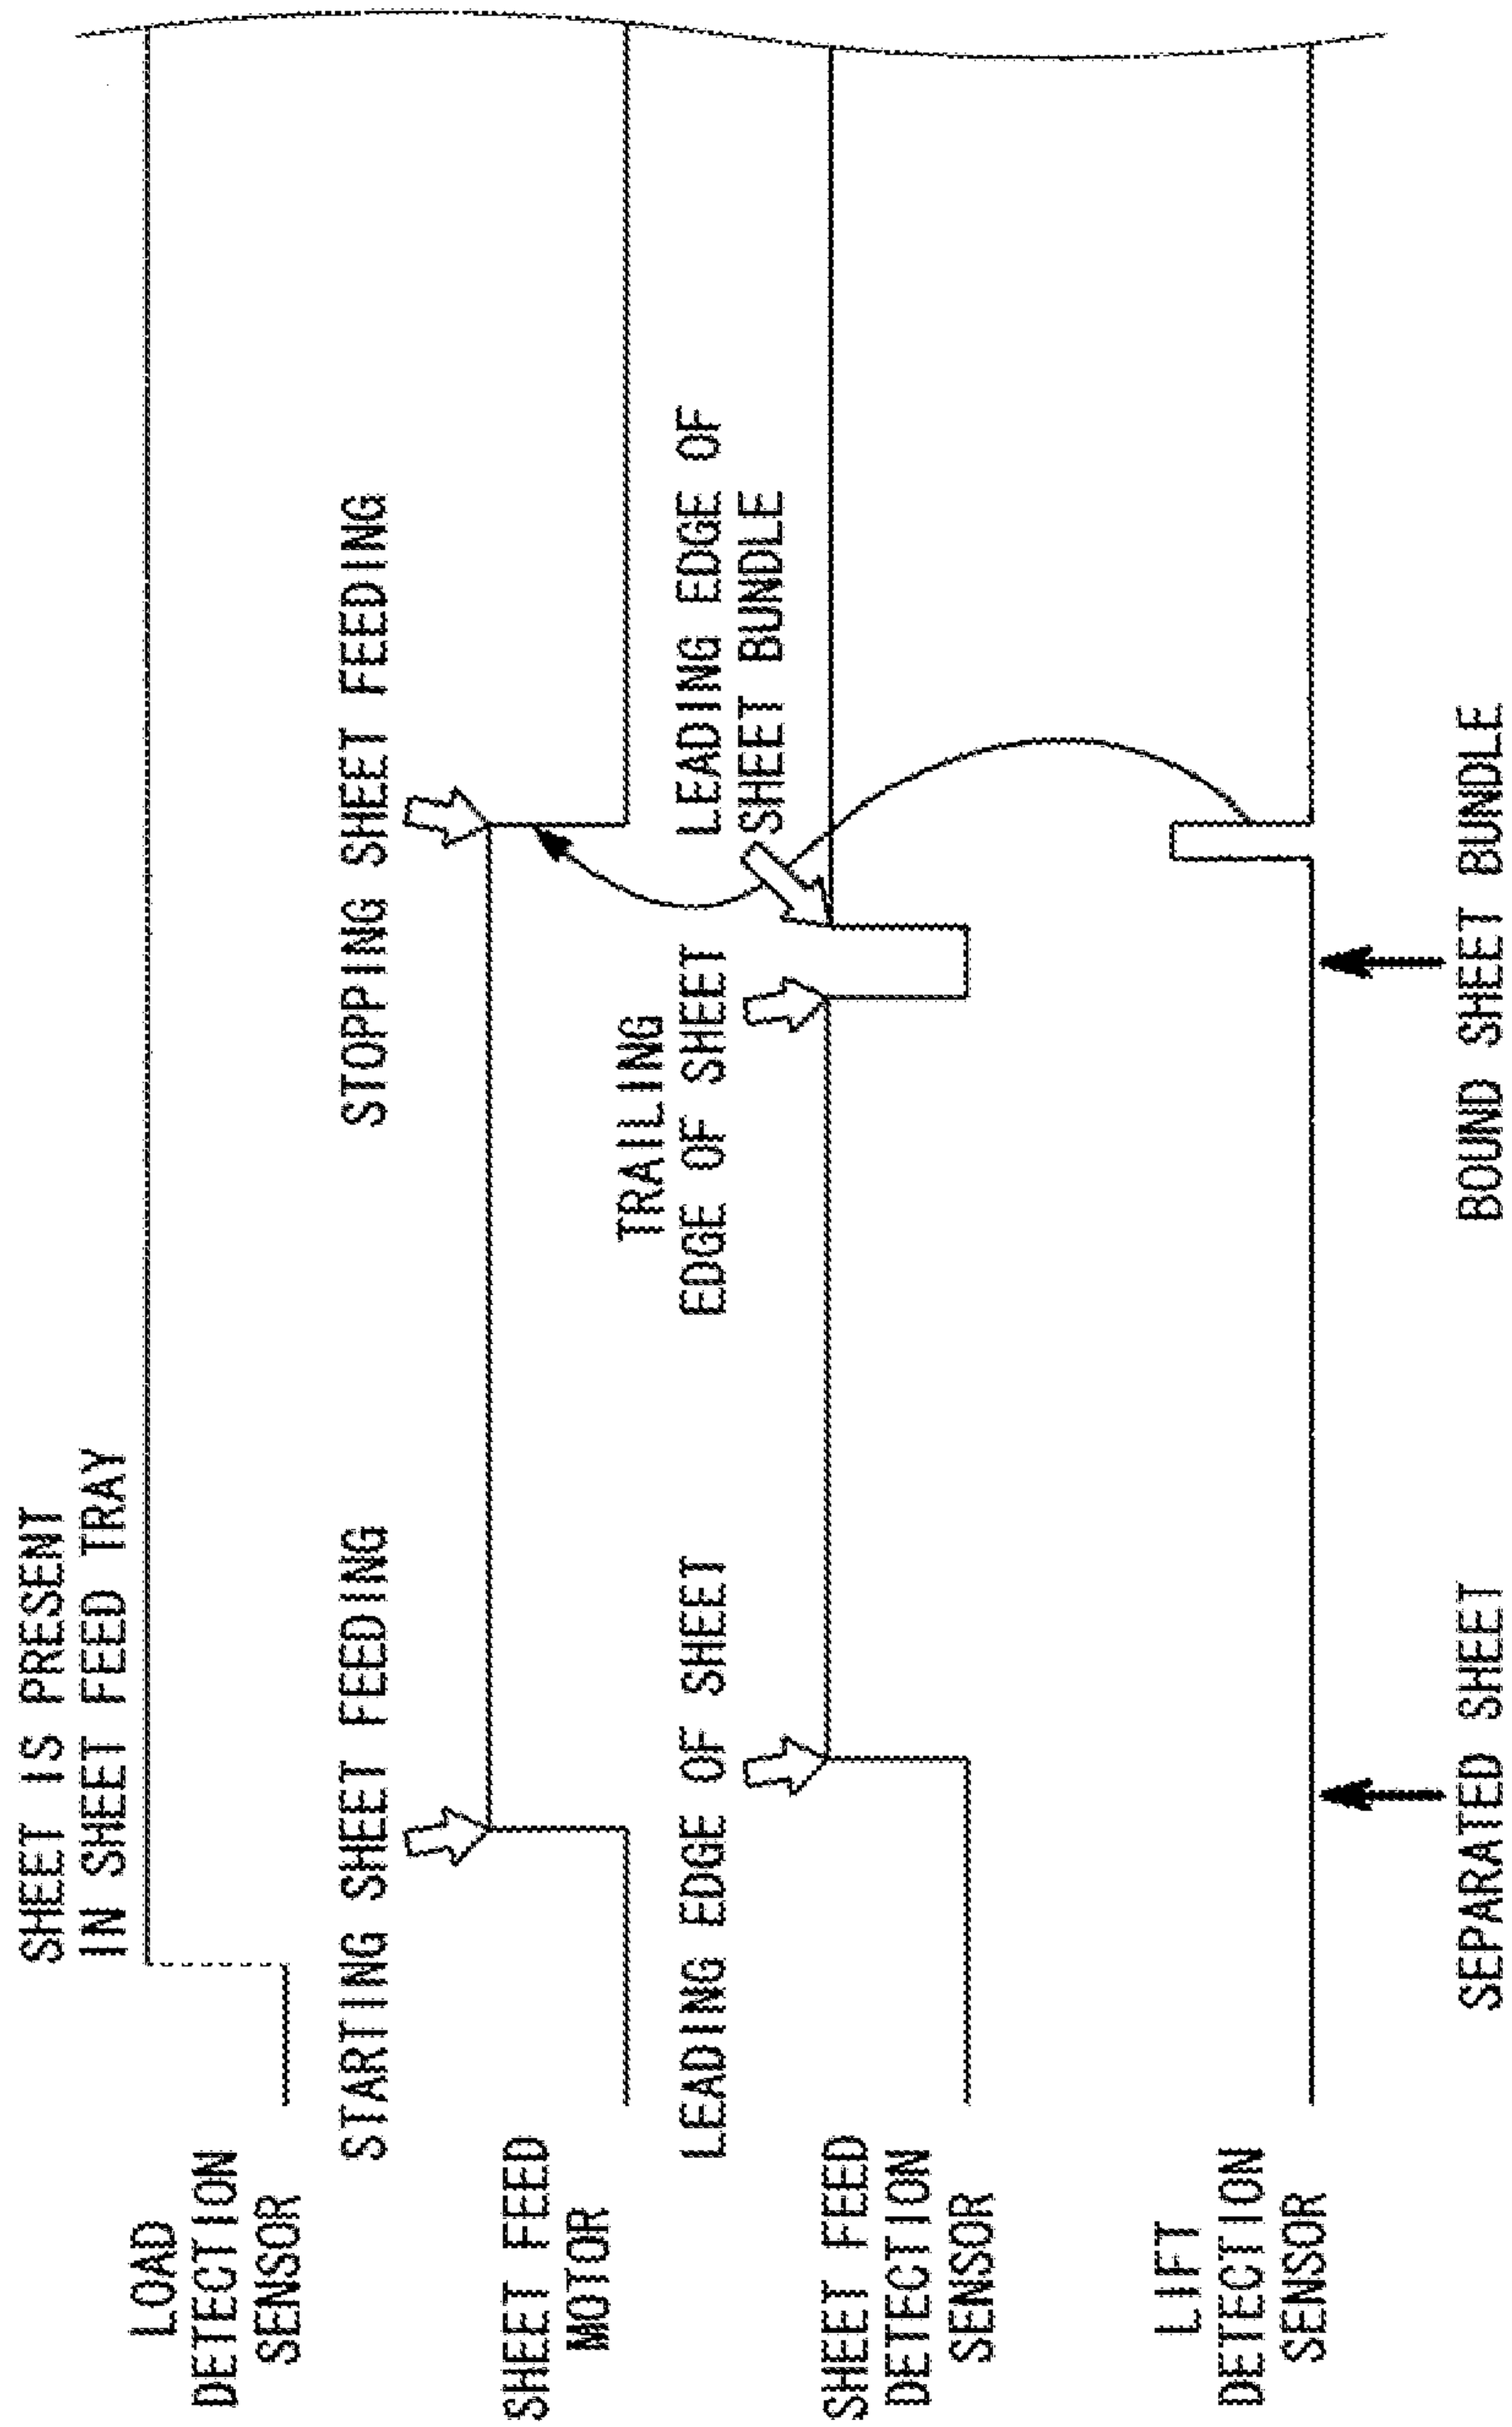 SHEET IS PRESENT
IN SHEET FEED TRAY
LOAD
DETECTION
SENSOR
STARTING SHEET FEEDING
STOPPING SHEET FEEDING
SHEET FEED
MOTOR
LEADING EDGE OF SHEET
TRAILING
EDGE OF SHEET
LEADING EDGE OF
SHEET BUNDLE
SHEET FEED
DETECTION
SENSOR
LIFT
DETECTION
SENSOR
SEPARATED SHEET
BOUND SHEET BUNDLE